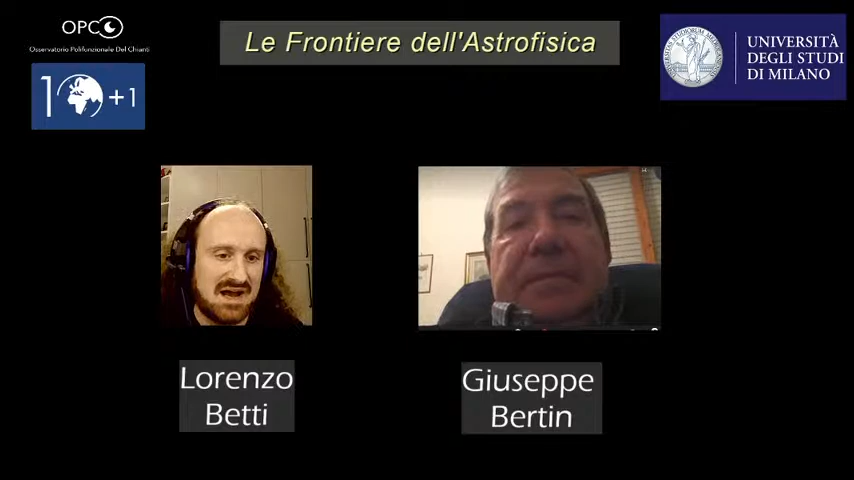 OPC
Osservatorio Polifunzionale Del Chianti
10+1
Le Frontiere dell'Astrofisica
UNIVERSITÀ
DEGLI STUDI
DI MILANO
Lorenzo
Betti
Giuseppe
Bertin